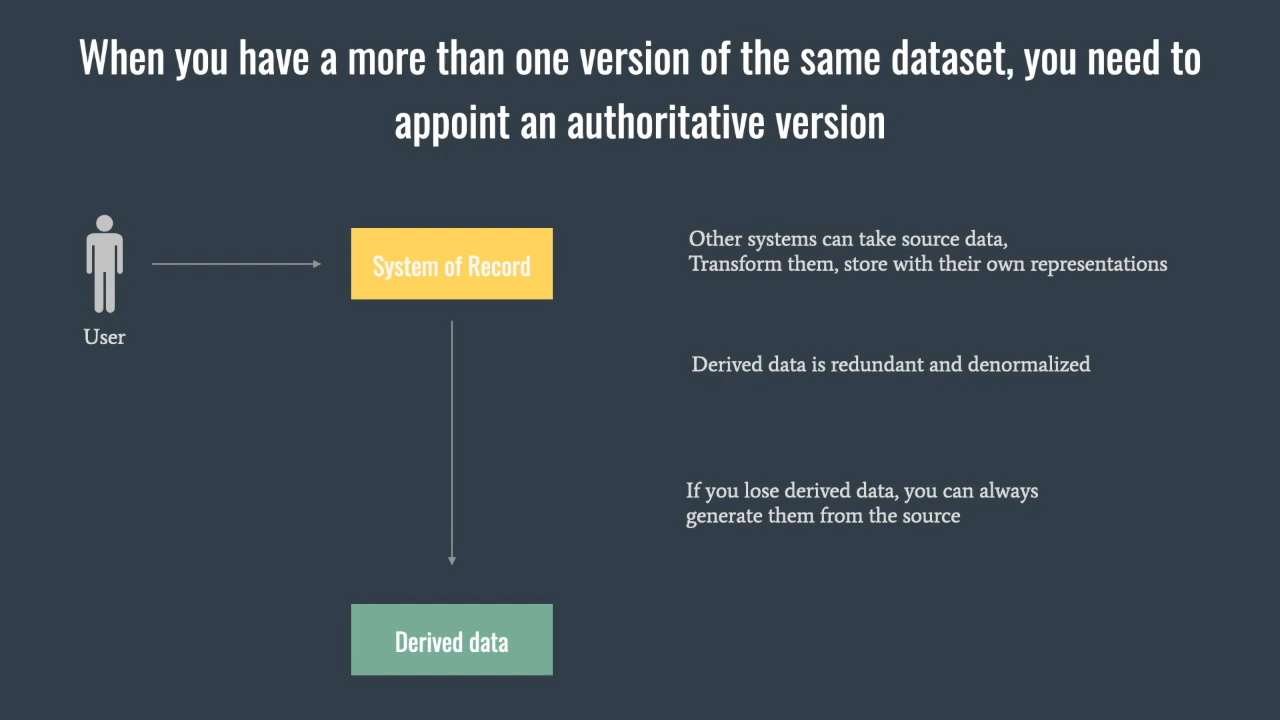 When you have a more than one version of the same dataset, you need to
appoint an authoritative version
User
System of Record
Derived data
Other systems can take source data,
Transform them, store with their own representations
Derived data is redundant and denormalized
If you lose derived data, you can always
generate them from the source